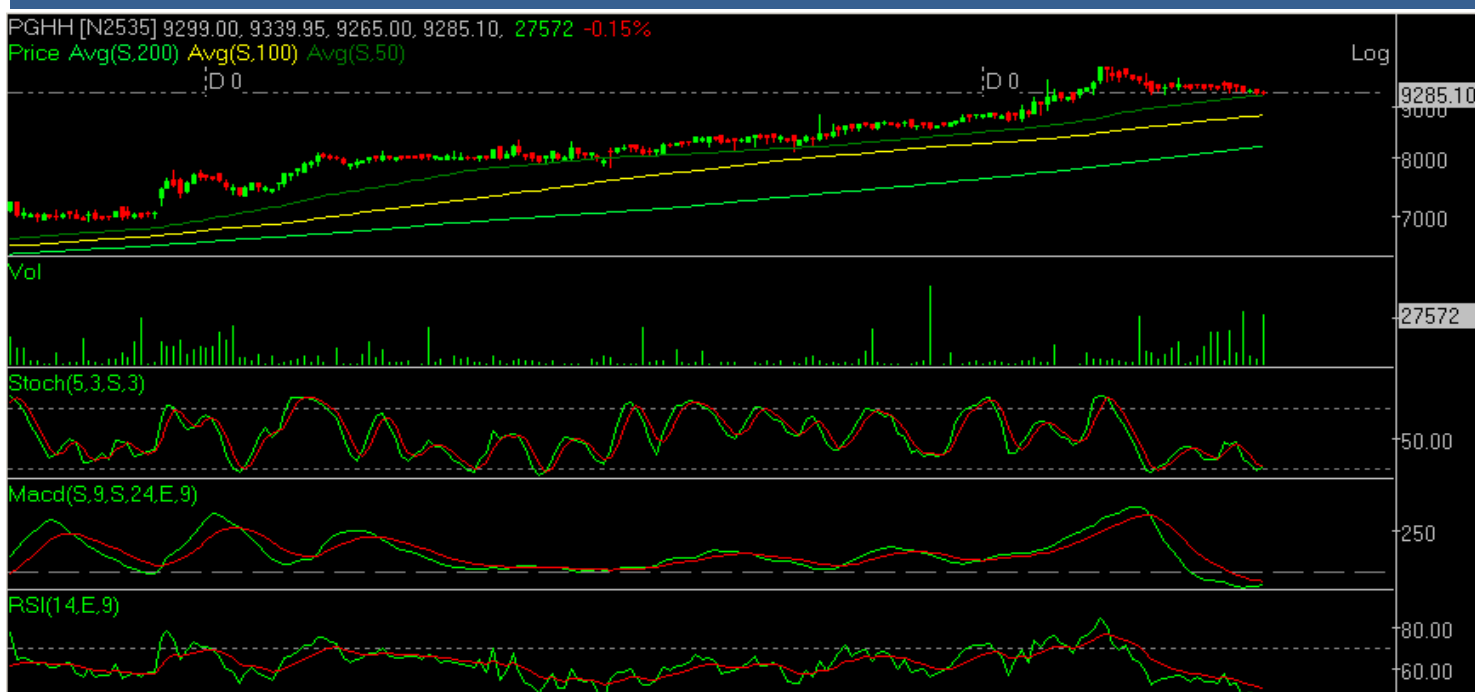 PGHH [N2535] 9299.00, 9339.95, 9265.00, 9285.10, 27572 -0.15%
Price Avg(S,200) Avg(S,100) Avg(S,50)
Log
D 0
D 0
9285.10
9000
8000
7000
Vol
27572
Stoch(5,3,S,3)
50.00
Macd(S,9,S,24,E,9)
250
RSI(14,E,9)
80.00
60.00